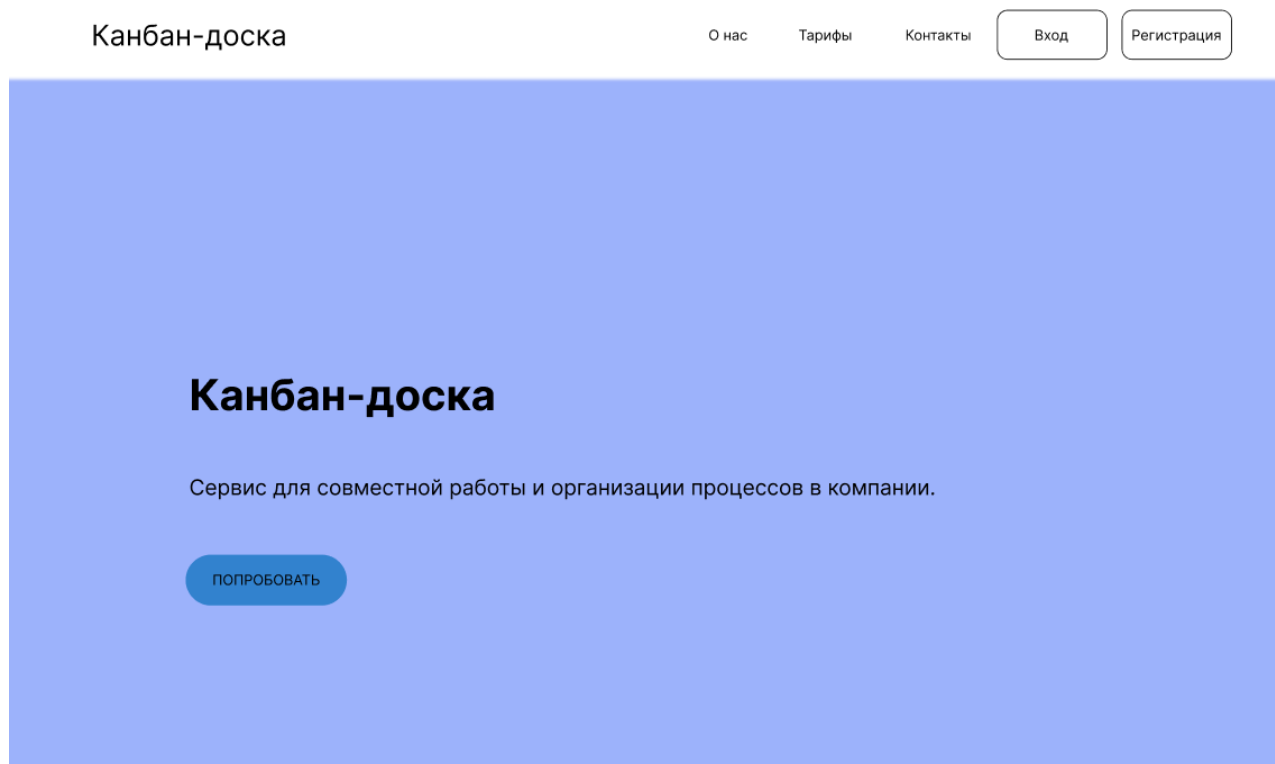 Канбан-доска О нас Тарифы Контакты Вход Регистрация
Канбан-доска
Сервис для совместной работы и организации процессов в компании.
ПОПРОБОВАТЬ